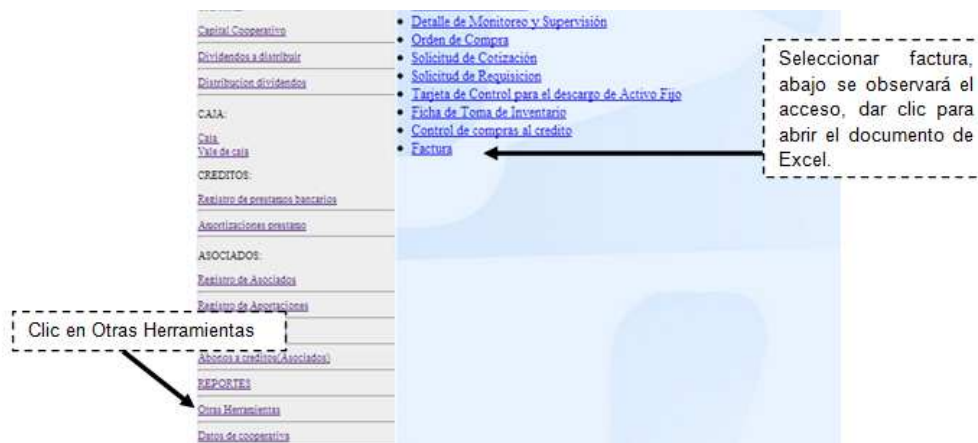 Capital Cooperativo
Dividendos a distribuir
Distribucion dividendos
CAJA:
Caja
Vale de caja
CREDITOS:
Registro de prestamos bancarios
Amortizaciones prestamo
ASOCIADOS:
Registro de Asociados
Registro de Aportaciones
Abonos a creditos(Asociados)
REPORTES
Otras Herramientas
Datos de cooperativa
Detalle de Monitoreo y Supervisión
Orden de Compra
Solicitud de Cotización
Solicitud de Requisicion
Tarjeta de Control para el descargo de Activo Fijo
Ficha de Toma de Inventario
Control de compras al credito
Factura
Seleccionar factura,
abajo se observará el
acceso, dar clic para
abrir el documento de
Excel.
Clic en Otras Herramientas